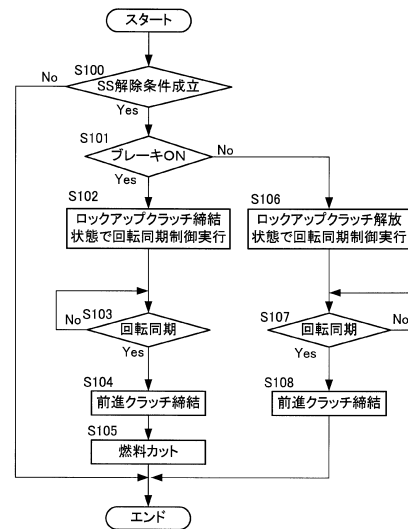 スタート
S100
SS解除条件成立
No
Yes
S101
ブレーキON
No
Yes
S102
ロックアップクラッチ締結
状態で回転同期制御実行
S106
ロックアップクラッチ解放
状態で回転同期制御実行
S103
回転同期
No
Yes
S107
回転同期
No
Yes
S104
前進クラッチ締結
S108
前進クラッチ締結
S105
燃料カット
エンド